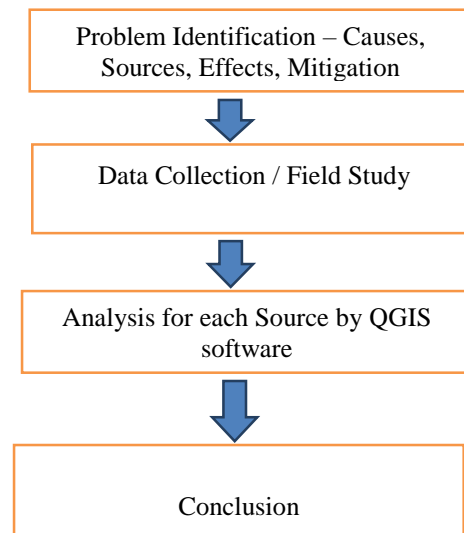 Problem Identification – Causes,
Sources, Effects, Mitigation
Data Collection / Field Study
Analysis for each Source by QGIS
software
Conclusion